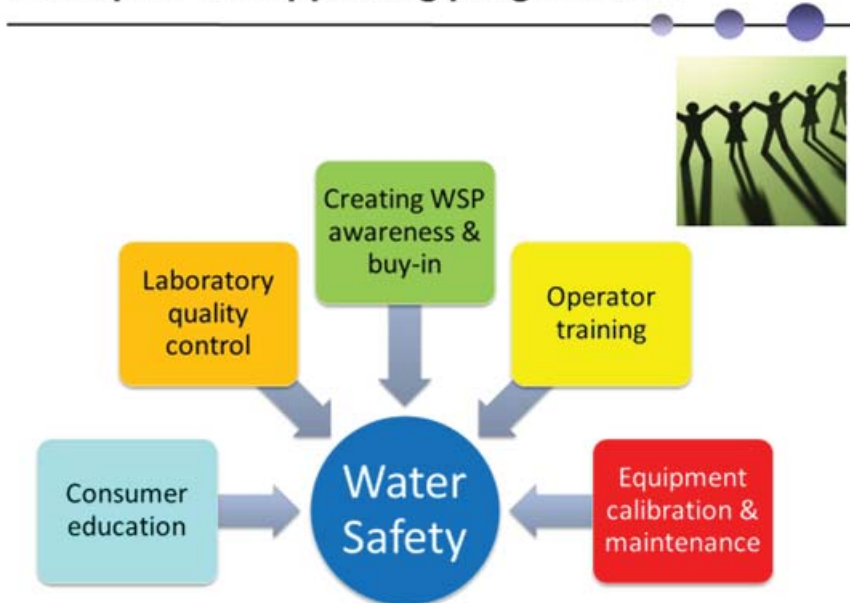 Consumer
education
Laboratory
quality
control
Creating WSP
awareness &
buy-in
Operator
training
Equipment
calibration &
maintenance
Water
Safety